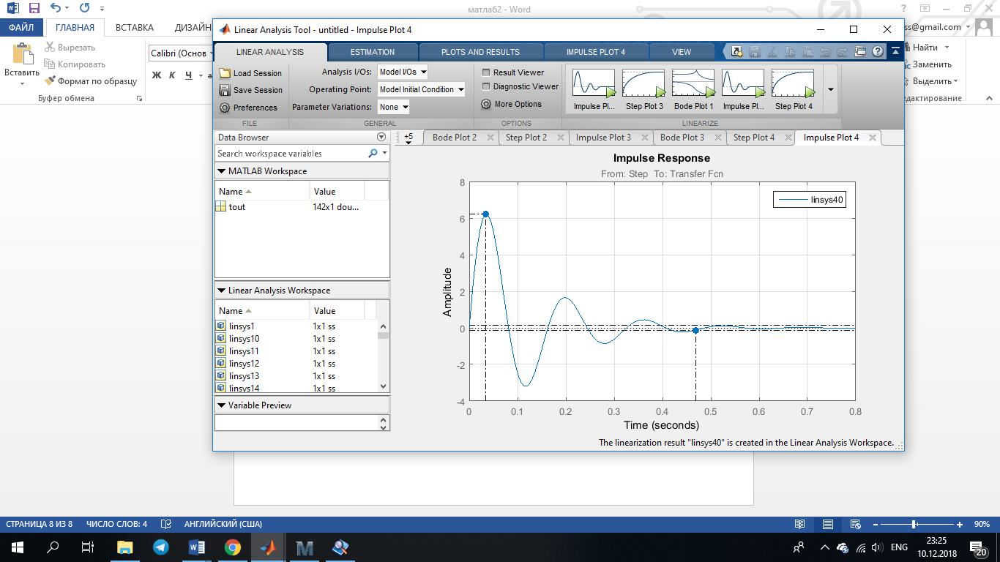 матлаб2 - Word
ФАЙЛ ГЛАВНАЯ ВСТАВКА ДИЗАЙН
ss@gmail.com
Вставить
Вырезать
Копировать
Формат по образцу
Буфер обмена
Calibri (Основ
Ж К Ч
Найти
Заменить
Выделить
едактирование
Linear Analysis Tool - untitled - Impulse Plot 4
LINEAR ANALYSIS ESTIMATION PLOTS AND RESULTS IMPULSE PLOT 4 VIEW
Load Session
Save Session
Preferences
FILE
Analysis I/Os: Model I/Os
Operating Point: Model Initial Condition
Parameter Variations: None
GENERAL
Result Viewer
Diagnostic Viewer
More Options
OPTIONS
Impulse Pl... Step Plot 3 Bode Plot 1 Impulse Pl... Step Plot 4
LINEARIZE
Data Browser
Search workspace variables
MATLAB Workspace
Name Value
tout 142x1 dou...
Linear Analysis Workspace
Name Value
linsys1 1x1 ss
linsys10 1x1 ss
linsys11 1x1 ss
linsys12 1x1 ss
linsys13 1x1 ss
linsys14 1x1 ss
Variable Preview
+5 Bode Plot 2 Step Plot 2 Impulse Plot 3 Bode Plot 3 Step Plot 4 Impulse Plot 4
Impulse Response
From: Step To: Transfer Fcn
linsys40
Amplitude
8
6
4
2
0
-2
-4
0 0.1 0.2 0.3 0.4 0.5 0.6 0.7 0.8
Time (seconds)
The linearization result "linsys40" is created in the Linear Analysis Workspace.
СТРАНИЦА 8 ИЗ 8 ЧИСЛО СЛОВ: 4 АНГЛИЙСКИЙ (США)
90%
ENG
23:25
10.12.2018
20